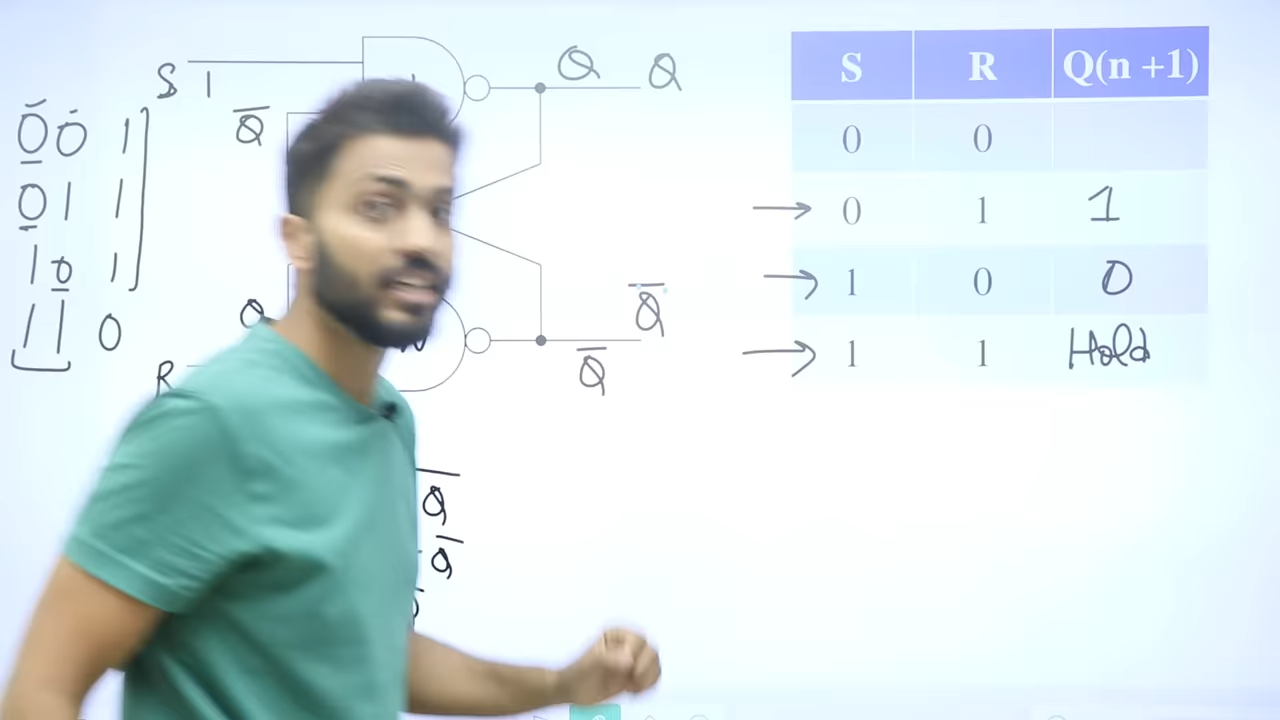 S 1 Q Q
Q̅
0 0 1
0 1 1
1 0 1
1 1 0
Q
R
Q̅
Q̅
Q̅
Q̅
S R Q(n +1)
0 0
→ 0 1 1
→ 1 0 0
→ 1 1 Hold